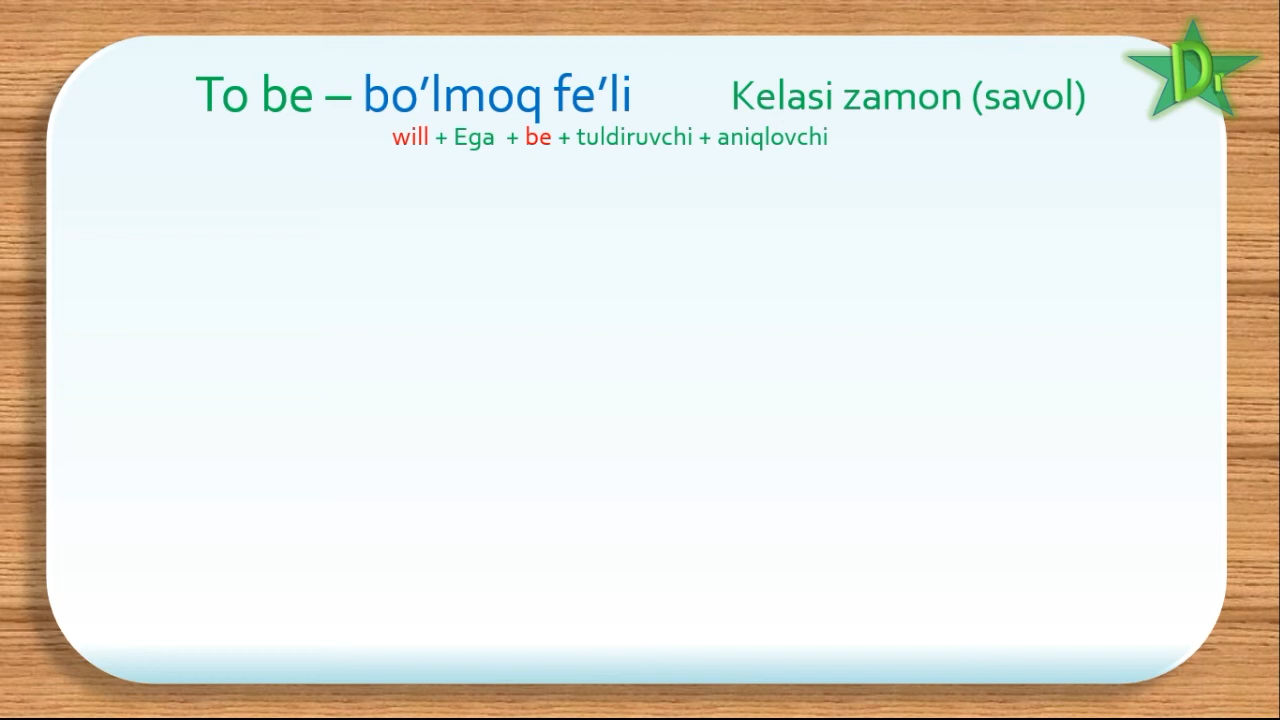 To be – bo‘lmoq fe‘li Kelasi zamon (savol)
will + Ega + be + tuldiruvchi + aniqlovchi
Dr